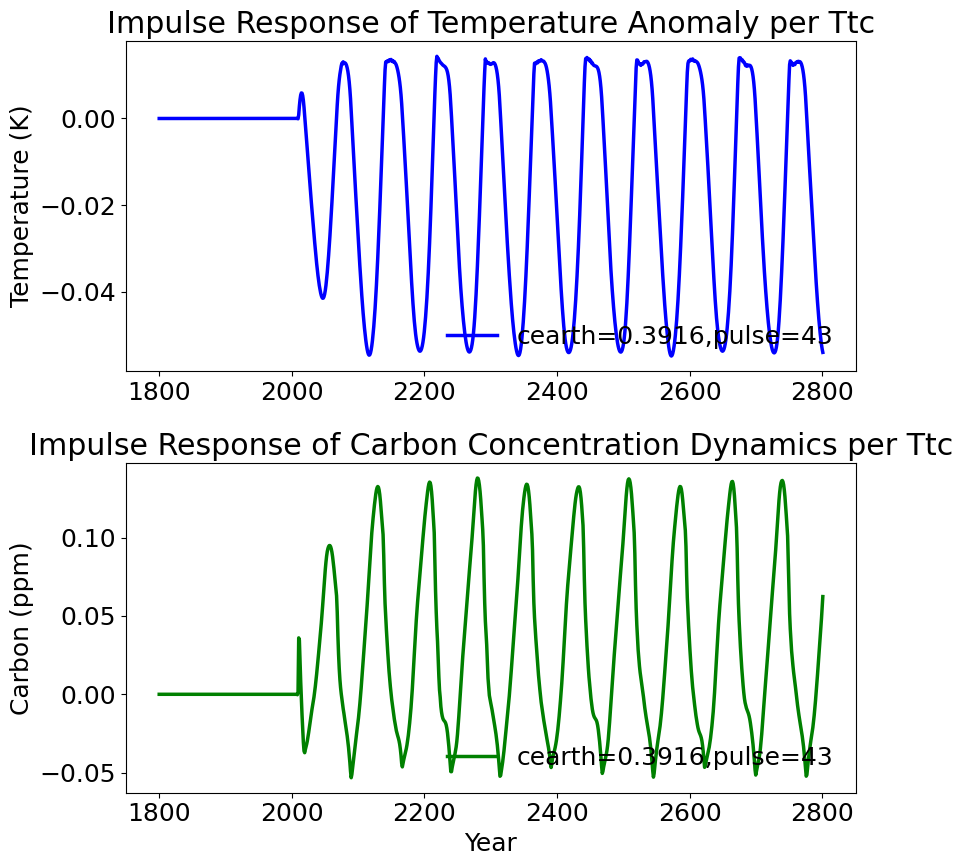 Impulse Response of Temperature Anomaly per Ttc
Temperature (K)
0.00
−0.02
−0.04
cearth=0.3916,pulse=43
1800 2000 2200 2400 2600 2800
Impulse Response of Carbon Concentration Dynamics per Ttc
Carbon (ppm)
0.10
0.05
0.00
−0.05
cearth=0.3916,pulse=43
1800 2000 2200 2400 2600 2800
Year